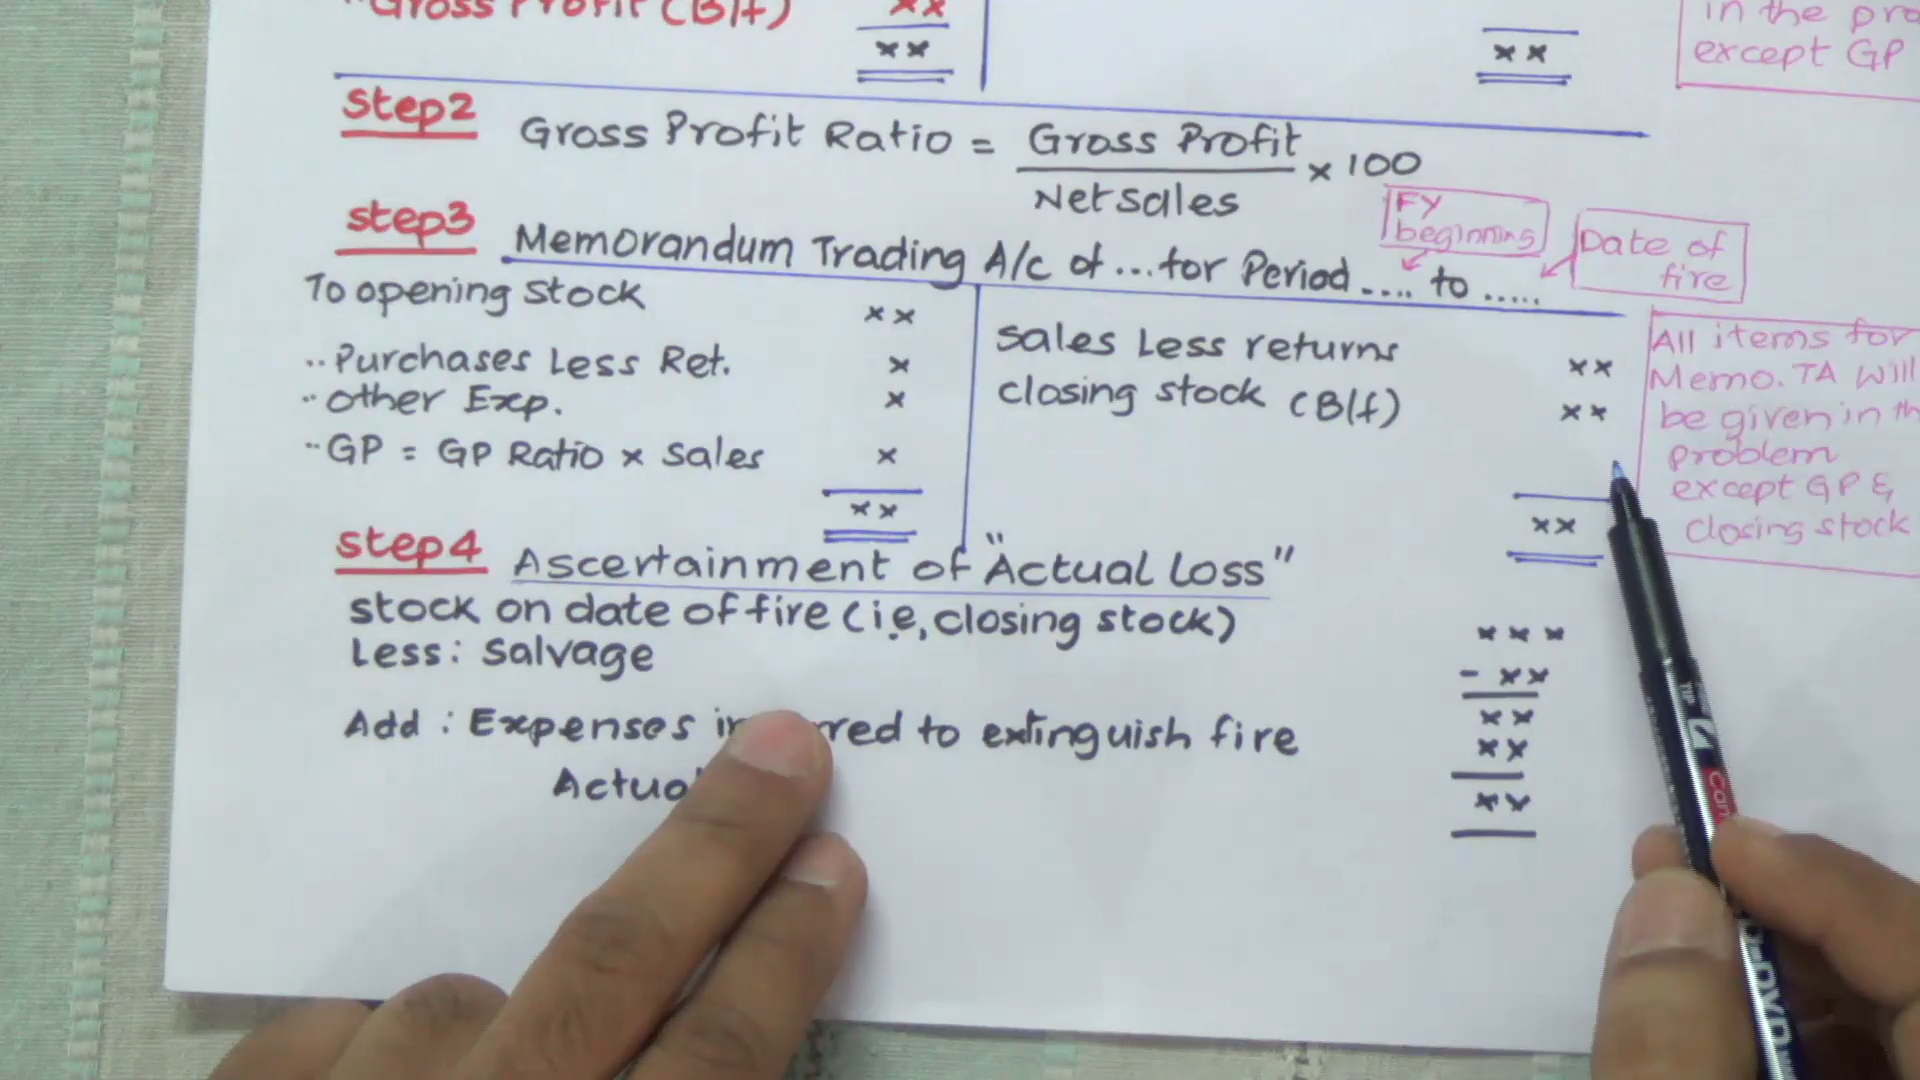 Gross Profit (B/f) xx
xx
xx
in the pro
except GP
Step2
Gross Profit Ratio = Gross Profit / Net sales x 100
Step3
Memorandum Trading A/c of ... for Period .... to .....
FY beginning
Date of fire
To opening stock xx
.. Purchases Less Ret. x
.. other Exp. x
.. GP = GP Ratio x sales x
xx
sales Less returns xx
closing stock (B/f) xx
xx
All items for
Memo. TA will
be given in th
problem
except GP &
closing stock
Step4
Ascertainment of "Actual Loss"
stock on date of fire (i.e, closing stock) xxx
Less: salvage - xx
xx
Add : Expenses in rred to extinguish fire xx
Actua xx
TIP